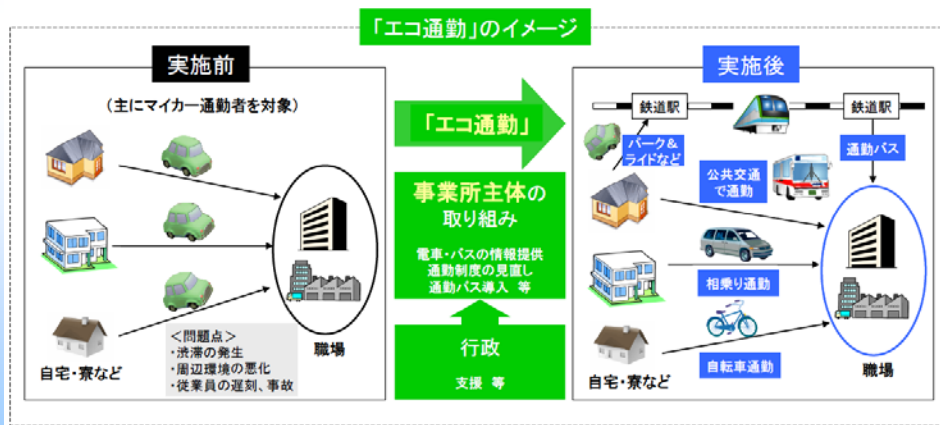 「エコ通勤」のイメージ
実施前
（主にマイカー通勤者を対象）
＜問題点＞
・渋滞の発生
・周辺環境の悪化
・従業員の遅刻、事故
自宅・寮など
職場
「エコ通勤」
事業所主体の
取り組み
電車・バスの情報提供
通勤制度の見直し
通勤バス導入 等
行政
支援 等
実施後
鉄道駅
鉄道駅
パーク＆
ライドなど
通勤バス
公共交通
で通勤
相乗り通勤
自転車通勤
自宅・寮など
職場